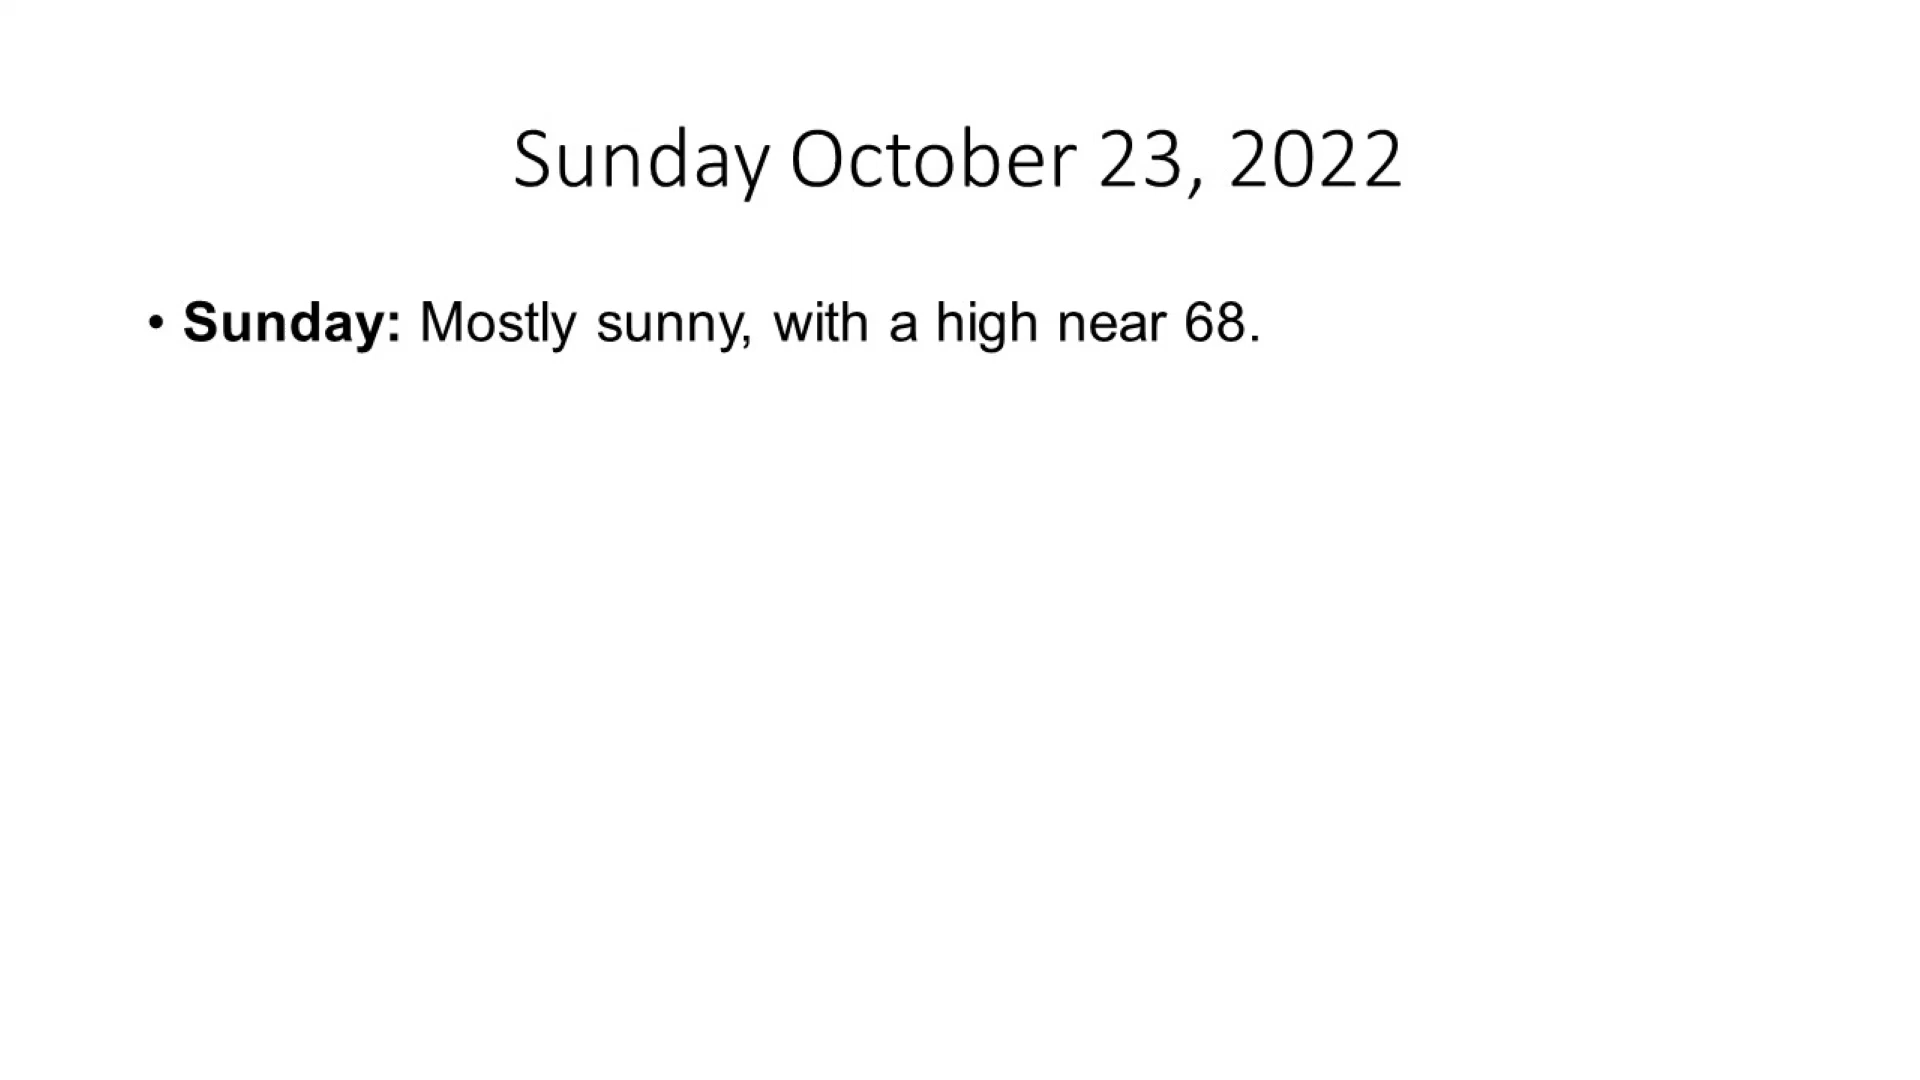 Sunday October 23, 2022
• Sunday: Mostly sunny, with a high near 68.